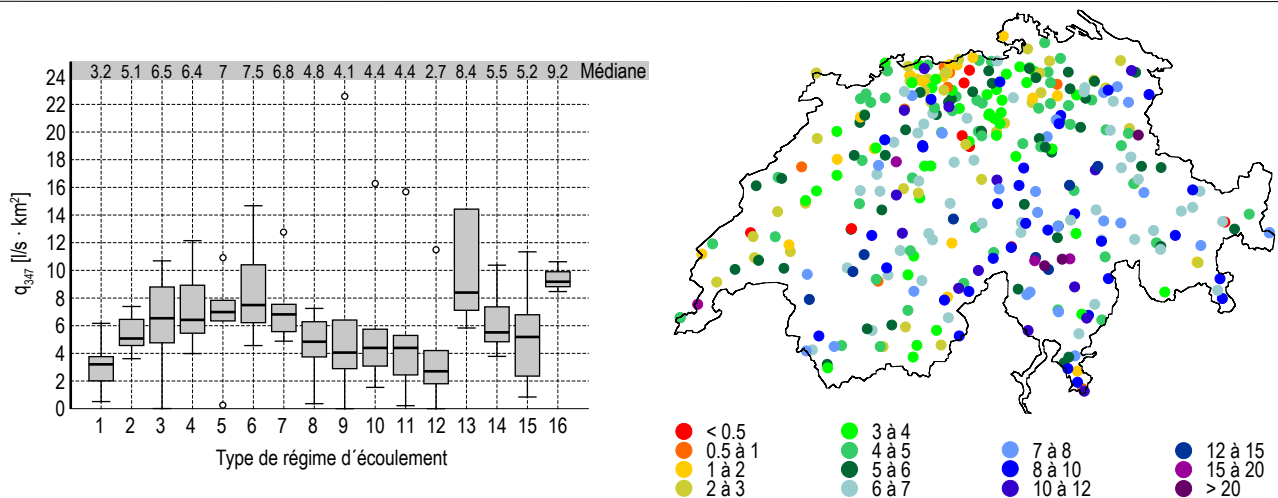 3.2 5.1 6.5 6.4 7 7.5 6.8 4.8 4.1 4.4 4.4 2.7 8.4 5.5 5.2 9.2 Médiane
24
22
20
18
16
14
12
10
8
6
4
2
0
q347 [l/s · km²]
1 2 3 4 5 6 7 8 9 10 11 12 13 14 15 16
Type de régime d´écoulement
< 0.5
0.5 à 1
1 à 2
2 à 3
3 à 4
4 à 5
5 à 6
6 à 7
7 à 8
8 à 10
10 à 12
12 à 15
15 à 20
> 20